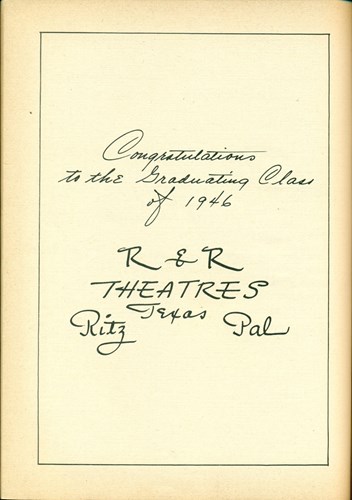 Congratulations
to the Graduating Class
of 1946
R & R
THEATRES
Texas
Ritz Pal